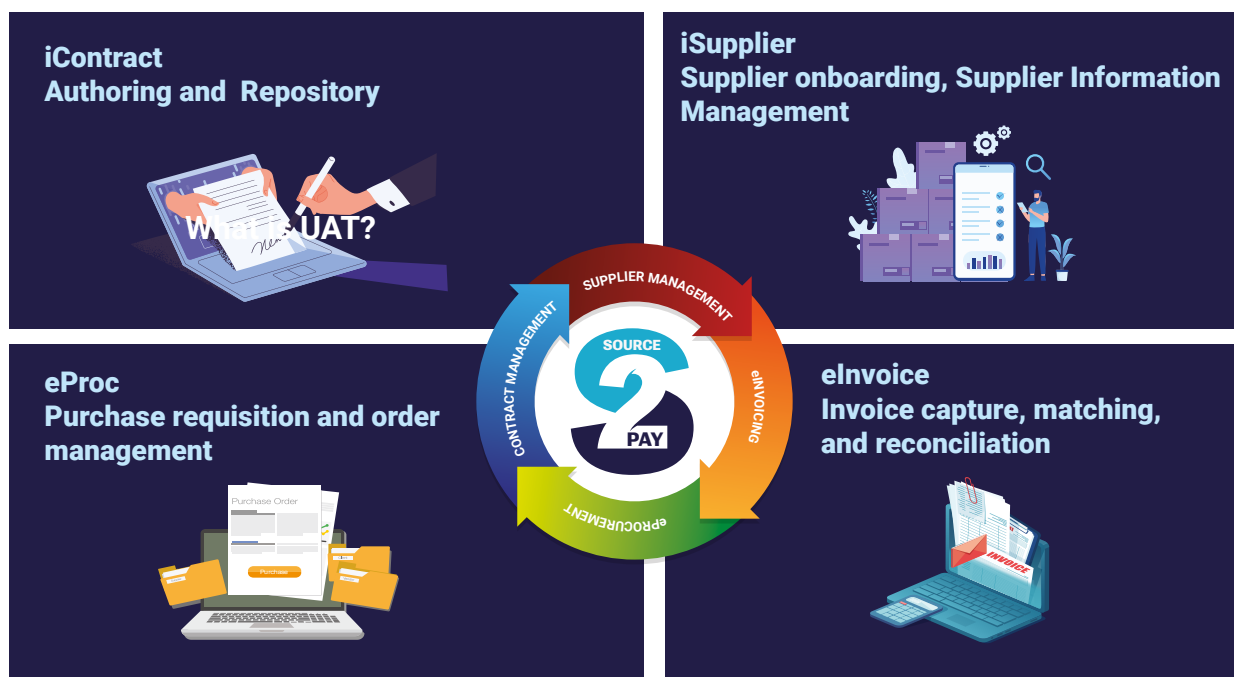 iContract
Authoring and  Repository
What is UAT?
iSupplier
Supplier onboarding, Supplier Information
Management
SUPPLIER MANAGEMENT
CONTRACT MANAGEMENT
eINVOICING
ePROCUREMENT
SOURCE
2
PAY
eProc
Purchase requisition and order
management
Purchase Order
Purchase
eInvoice
Invoice capture, matching,
and reconciliation
INVOICE